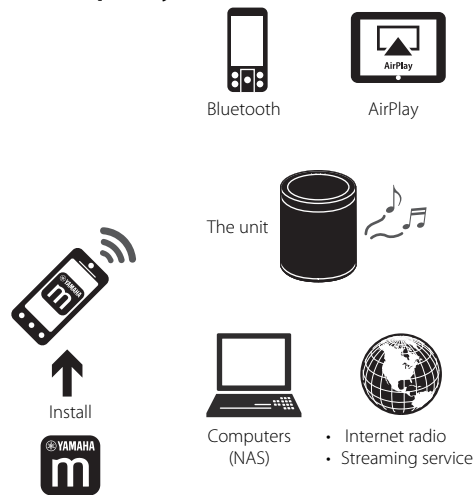 AirPlay
Bluetooth
AirPlay
The unit
YAMAHA
m
Install
YAMAHA
m
Computers
(NAS)
• Internet radio
• Streaming service